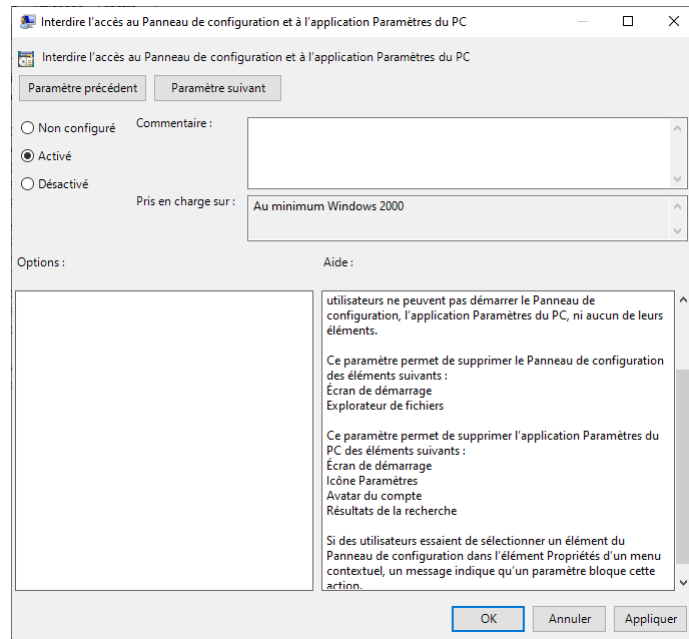 Interdire l'accès au Panneau de configuration et à l'application Paramètres du PC
Interdire l'accès au Panneau de configuration et à l'application Paramètres du PC
Paramètre précédent
Paramètre suivant
Non configuré
Commentaire :
Activé
Désactivé
Pris en charge sur :
Au minimum Windows 2000
Options :
Aide :
utilisateurs ne peuvent pas démarrer le Panneau de
configuration, l'application Paramètres du PC, ni aucun de leurs
éléments.
Ce paramètre permet de supprimer le Panneau de configuration
des éléments suivants :
Écran de démarrage
Explorateur de fichiers
Ce paramètre permet de supprimer l'application Paramètres du
PC des éléments suivants :
Écran de démarrage
Icône Paramètres
Avatar du compte
Résultats de la recherche
Si des utilisateurs essaient de sélectionner un élément du
Panneau de configuration dans l'élément Propriétés d'un menu
contextuel, un message indique qu'un paramètre bloque cette
action.
OK
Annuler
Appliquer